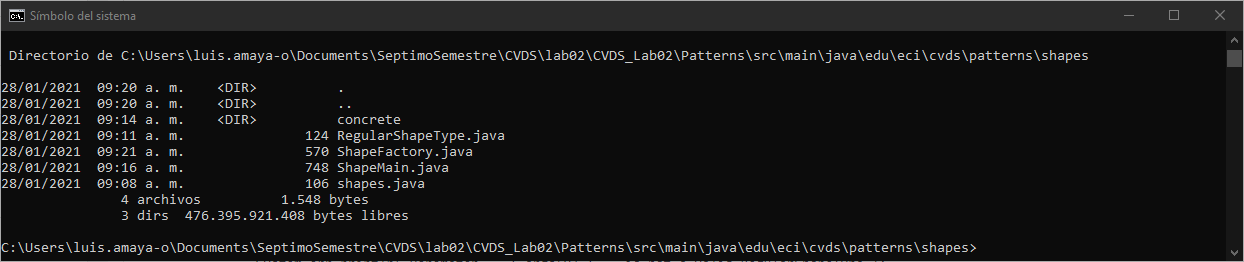 Símbolo del sistema
Directorio de C:\Users\luis.amaya-o\Documents\SeptimoSemestre\CVDS\lab02\CVDS_Lab02\Patterns\src\main\java\edu\eci\cvds\patterns\shapes
28/01/2021  09:20 a. m.    <DIR>          .
28/01/2021  09:20 a. m.    <DIR>          ..
28/01/2021  09:14 a. m.    <DIR>          concrete
28/01/2021  09:11 a. m.               124 RegularShapeType.java
28/01/2021  09:21 a. m.               570 ShapeFactory.java
28/01/2021  09:16 a. m.               748 ShapeMain.java
28/01/2021  09:08 a. m.               106 shapes.java
4 archivos          1.548 bytes
3 dirs  476.395.921.408 bytes libres
C:\Users\luis.amaya-o\Documents\SeptimoSemestre\CVDS\lab02\CVDS_Lab02\Patterns\src\main\java\edu\eci\cvds\patterns\shapes>